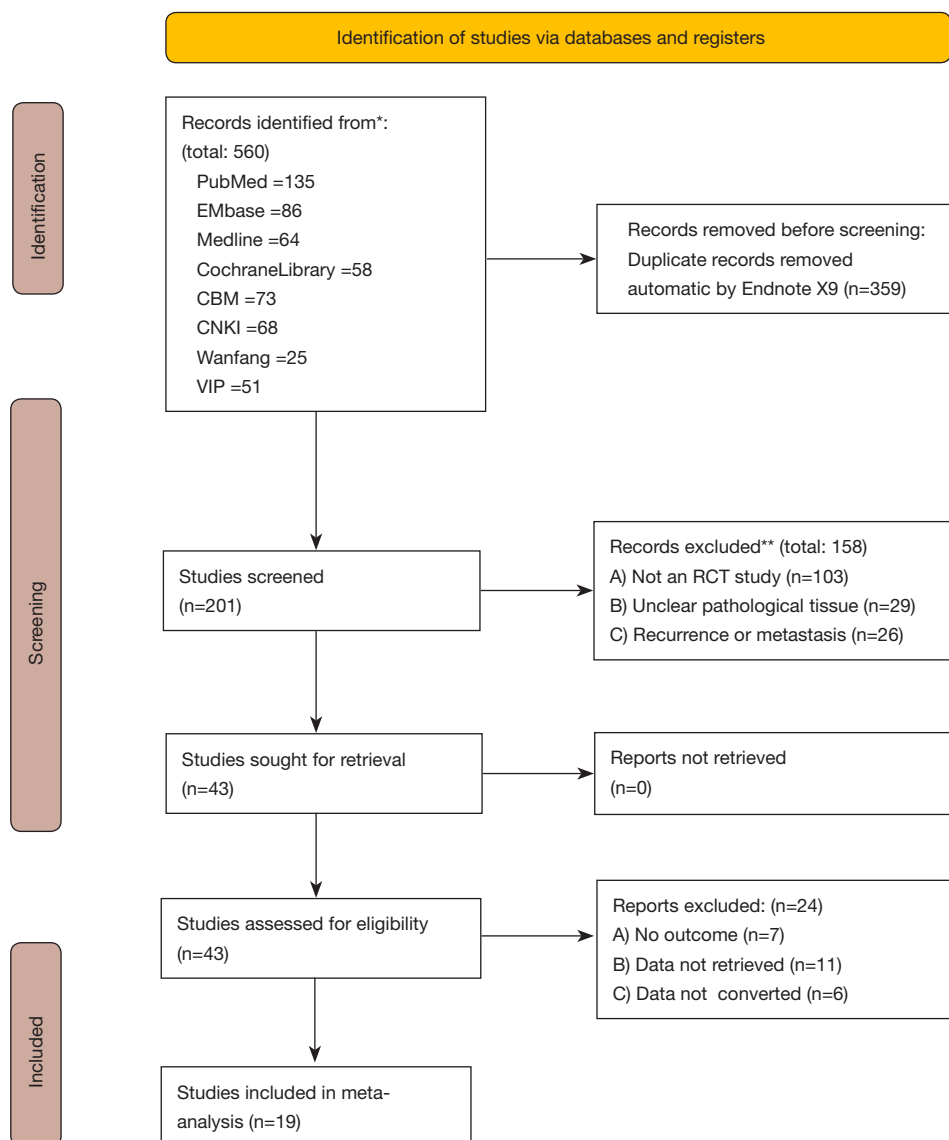 Identification of studies via databases and registers
Identification
Records identified from*:
(total: 560)
PubMed =135
EMbase =86
Medline =64
CochraneLibrary =58
CBM =73
CNKI =68
Wanfang =25
VIP =51
Records removed before screening:
Duplicate records removed
automatic by Endnote X9 (n=359)
Screening
Studies screened
(n=201)
Records excluded** (total: 158)
A) Not an RCT study (n=103)
B) Unclear pathological tissue (n=29)
C) Recurrence or metastasis (n=26)
Studies sought for retrieval
(n=43)
Reports not retrieved
(n=0)
Studies assessed for eligibility
(n=43)
Reports excluded: (n=24)
A) No outcome (n=7)
B) Data not retrieved (n=11)
C) Data not converted (n=6)
Included
Studies included in meta-
analysis (n=19)